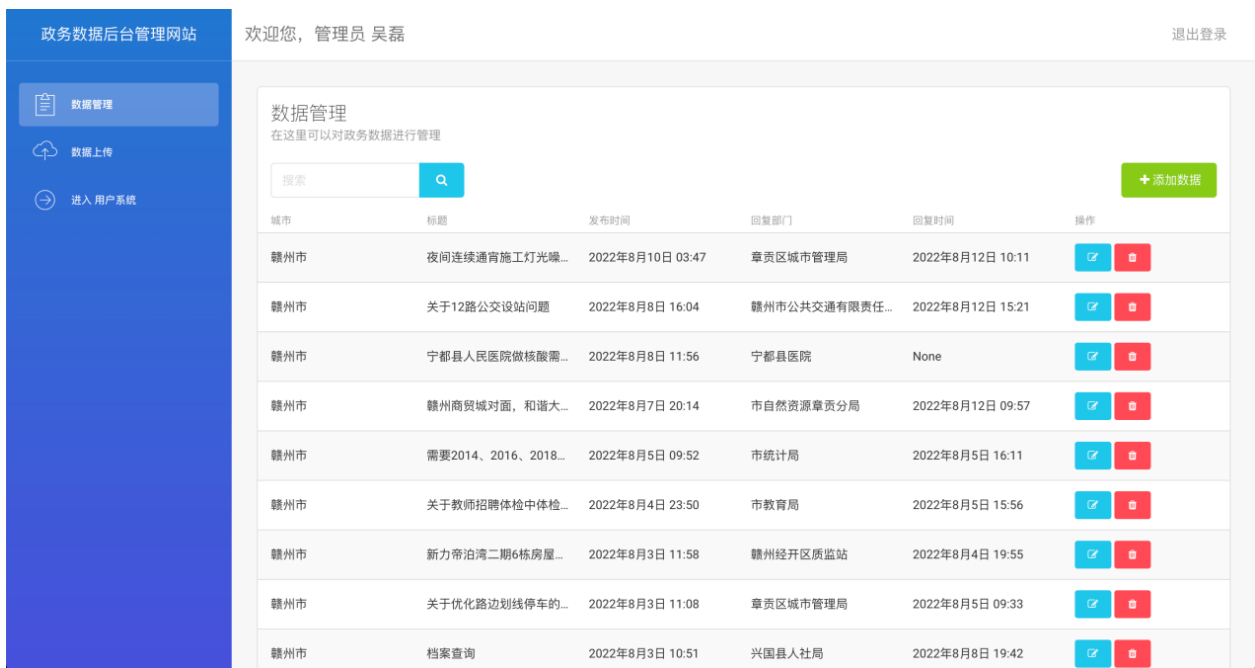 政务数据后台管理网站
欢迎您，管理员 吴磊
退出登录
数据管理
数据上传
进入 用户系统
数据管理
在这里可以对政务数据进行管理
搜索
+添加数据
城市 标题 发布时间 回复部门 回复时间 操作
赣州市 夜间连续通宵施工灯光噪... 2022年8月10日 03:47 章贡区城市管理局 2022年8月12日 10:11
赣州市 关于12路公交设站问题 2022年8月8日 16:04 赣州市公共交通有限责任... 2022年8月12日 15:21
赣州市 宁都县人民医院做核酸需... 2022年8月8日 11:56 宁都县医院 None
赣州市 赣州商贸城对面，和谐大... 2022年8月7日 20:14 市自然资源章贡分局 2022年8月12日 09:57
赣州市 需要2014、2016、2018... 2022年8月5日 09:52 市统计局 2022年8月5日 16:11
赣州市 关于教师招聘体检中体检... 2022年8月4日 23:50 市教育局 2022年8月5日 15:56
赣州市 新力帝泊湾二期6栋房屋... 2022年8月3日 11:58 赣州经开区质监站 2022年8月4日 19:55
赣州市 关于优化路边划线停车的... 2022年8月3日 11:08 章贡区城市管理局 2022年8月5日 09:33
赣州市 档案查询 2022年8月3日 10:51 兴国县人社局 2022年8月8日 19:42